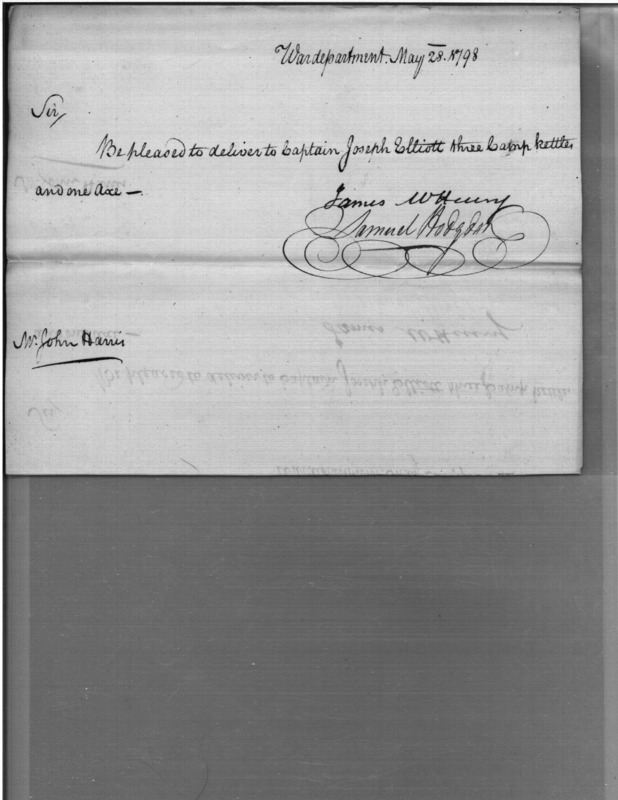 War department May 28. 1798
Sir,
Be pleased to deliver to Captain Joseph Elliott three Camp kettles
and one Axe —
James McHenry
Samuel Hodgdon
Mr. John Harris